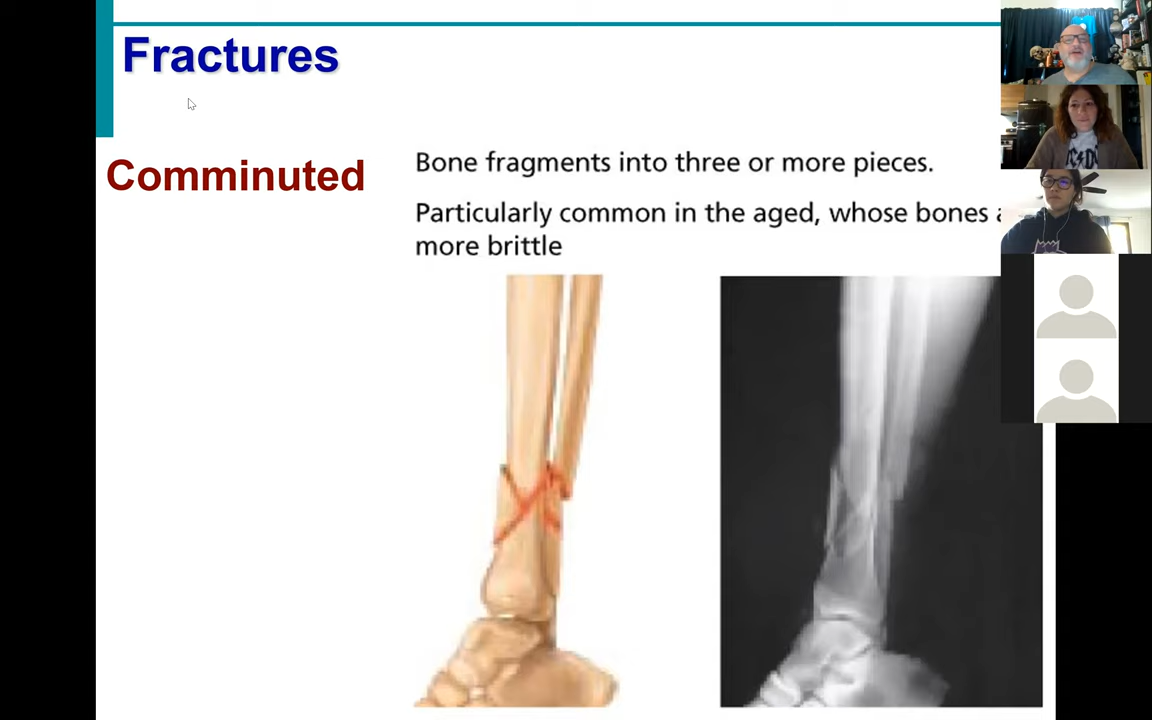 Fractures
Comminuted
Bone fragments into three or more pieces.
Particularly common in the aged, whose bones
more brittle